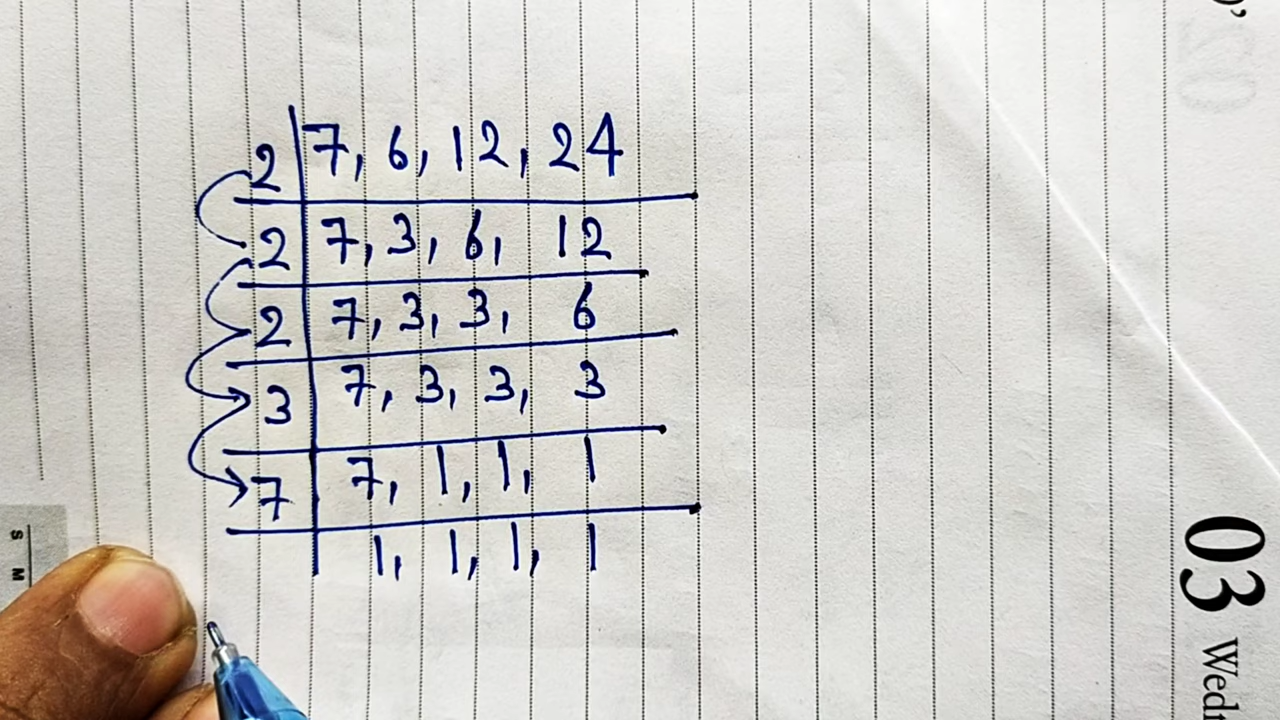 2 7, 6, 12, 24
2 7, 3, 6, 12
2 7, 3, 3, 6
3 7, 3, 3, 3
7 7, 1, 1, 1
1, 1, 1, 1
S M
03